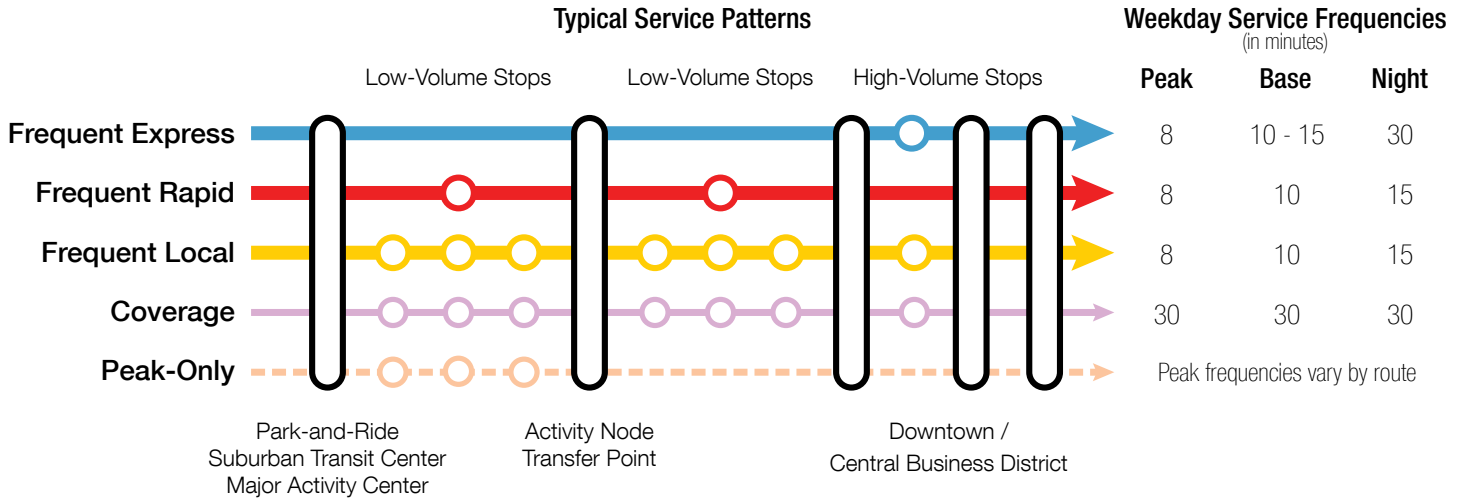 Typical Service Patterns
Weekday Service Frequencies
(in minutes)
Low-Volume Stops
Low-Volume Stops
High-Volume Stops
Peak
Base
Night
Frequent Express
8
10 - 15
30
Frequent Rapid
8
10
15
Frequent Local
8
10
15
Coverage
30
30
30
Peak-Only
Peak frequencies vary by route
Park-and-Ride
Suburban Transit Center
Major Activity Center
Activity Node
Transfer Point
Downtown /
Central Business District